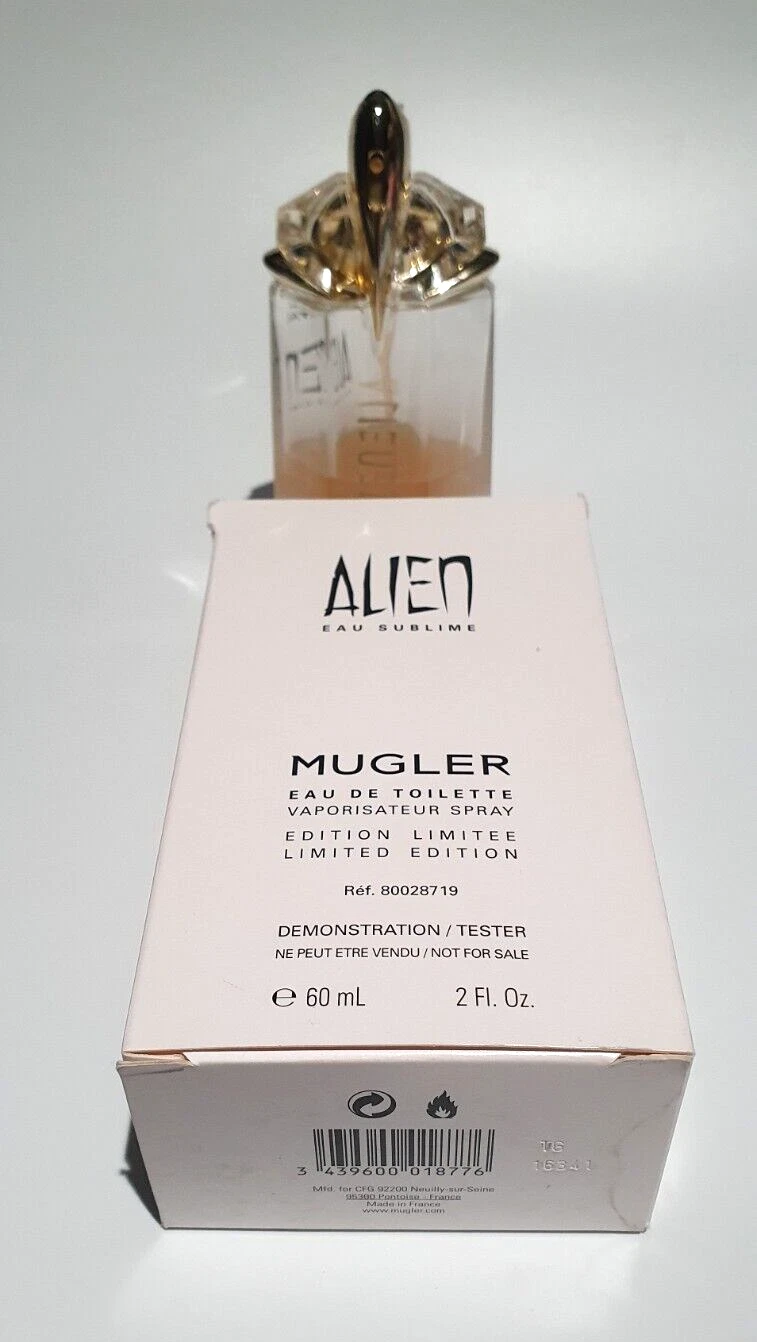 ALIEN
ALIEN
EAU SUBLIME
MUGLER
EAU DE TOILETTE
VAPORISATEUR SPRAY
EDITION LIMITEE
LIMITED EDITION
Réf. 80028719
DEMONSTRATION / TESTER
NE PEUT ETRE VENDU / NOT FOR SALE
℮ 60 mL 2 Fl. Oz.
3 439600 018776
Mfd. for CFG 92200 Neuilly-sur-Seine
95300 Pontoise - France
Made in France
www.mugler.com